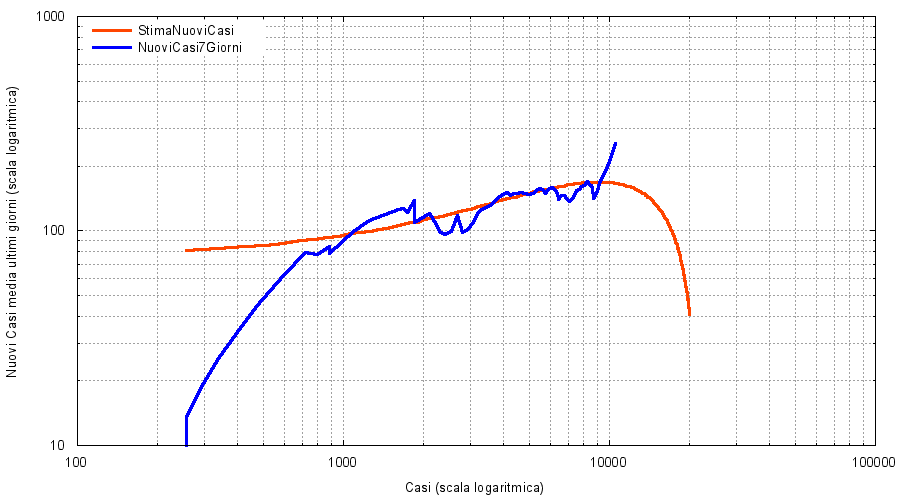 1000
StimaNuoviCasi
NuoviCasi7Giorni
100
10
Nuovi Casi media ultimi giorni (scala logaritmica)
100
1000
10000
100000
Casi (scala logaritmica)